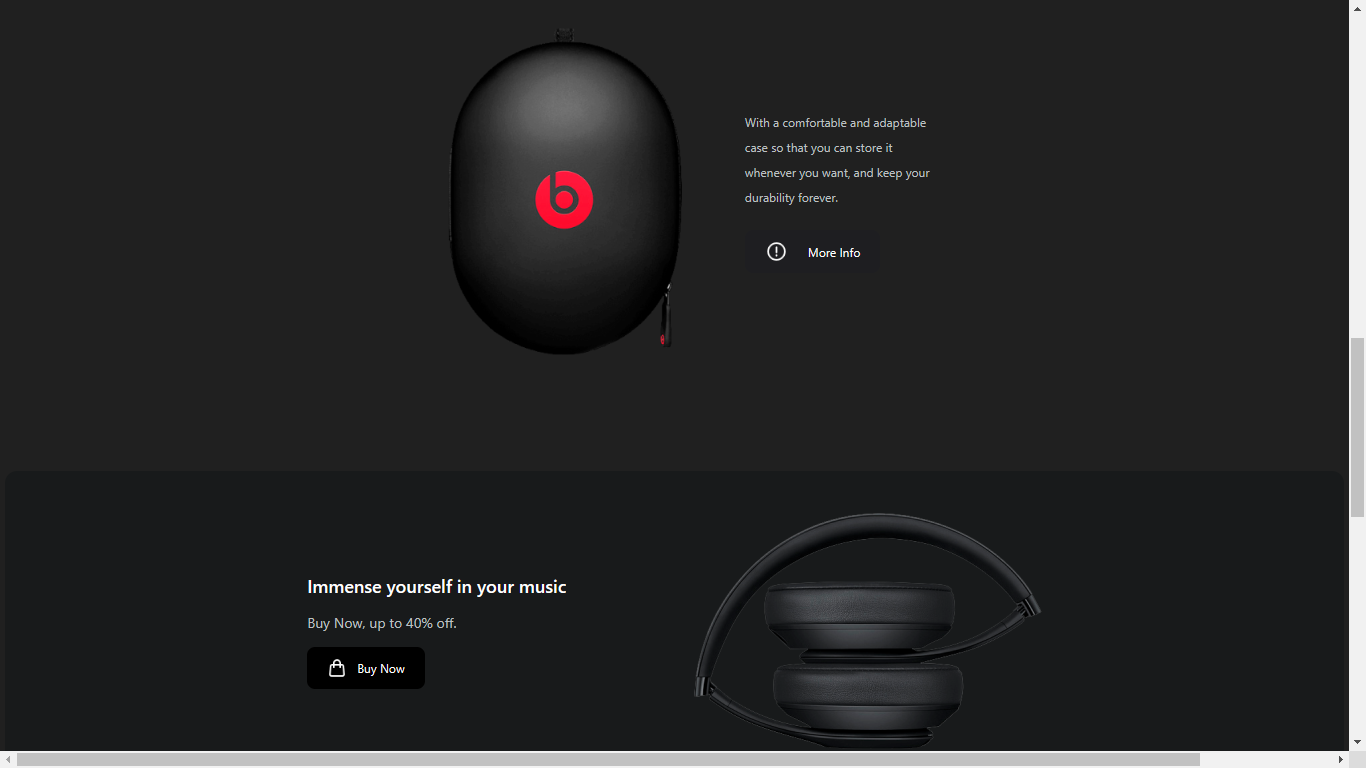 With a comfortable and adaptable
case so that you can store it
whenever you want, and keep your
durability forever.
More Info
Immense yourself in your music
Buy Now, up to 40% off.
Buy Now